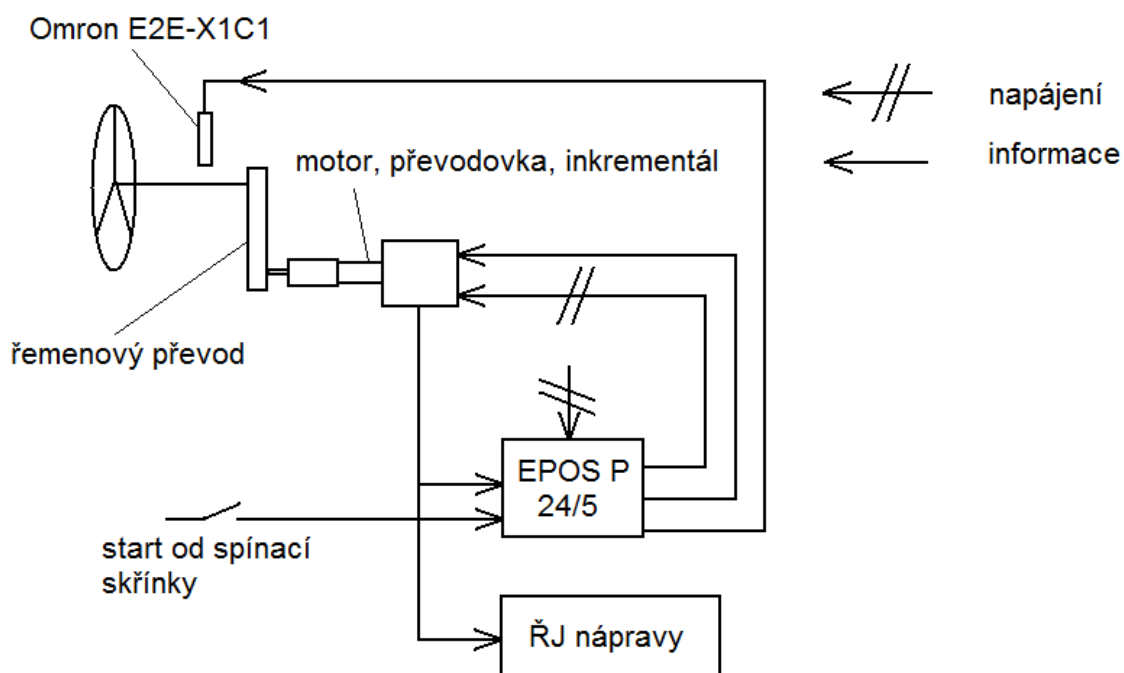 Omron E2E-X1C1
napájení
informace
motor, převodovka, inkrementál
řemenový převod
EPOS P
24/5
start od spínací
skřínky
ŘJ nápravy